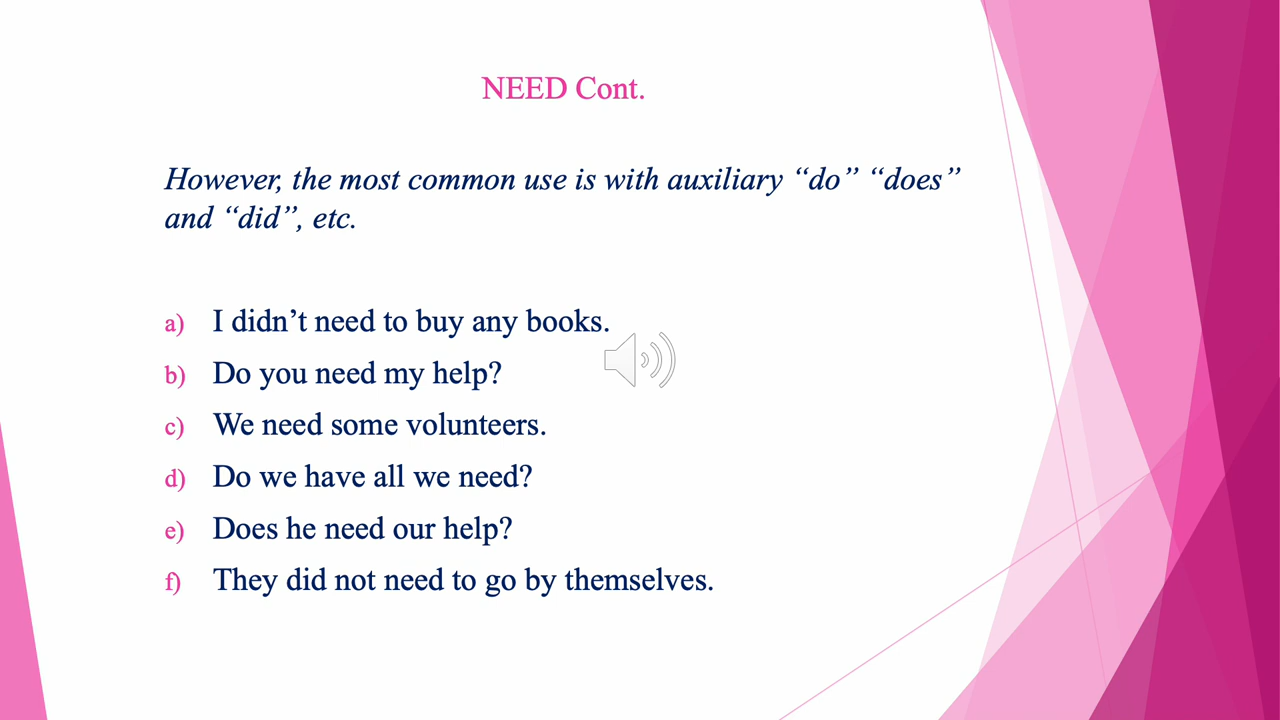 NEED Cont.
However, the most common use is with auxiliary “do” “does”
and “did”, etc.
a) I didn’t need to buy any books.
b) Do you need my help?
c) We need some volunteers.
d) Do we have all we need?
e) Does he need our help?
f) They did not need to go by themselves.